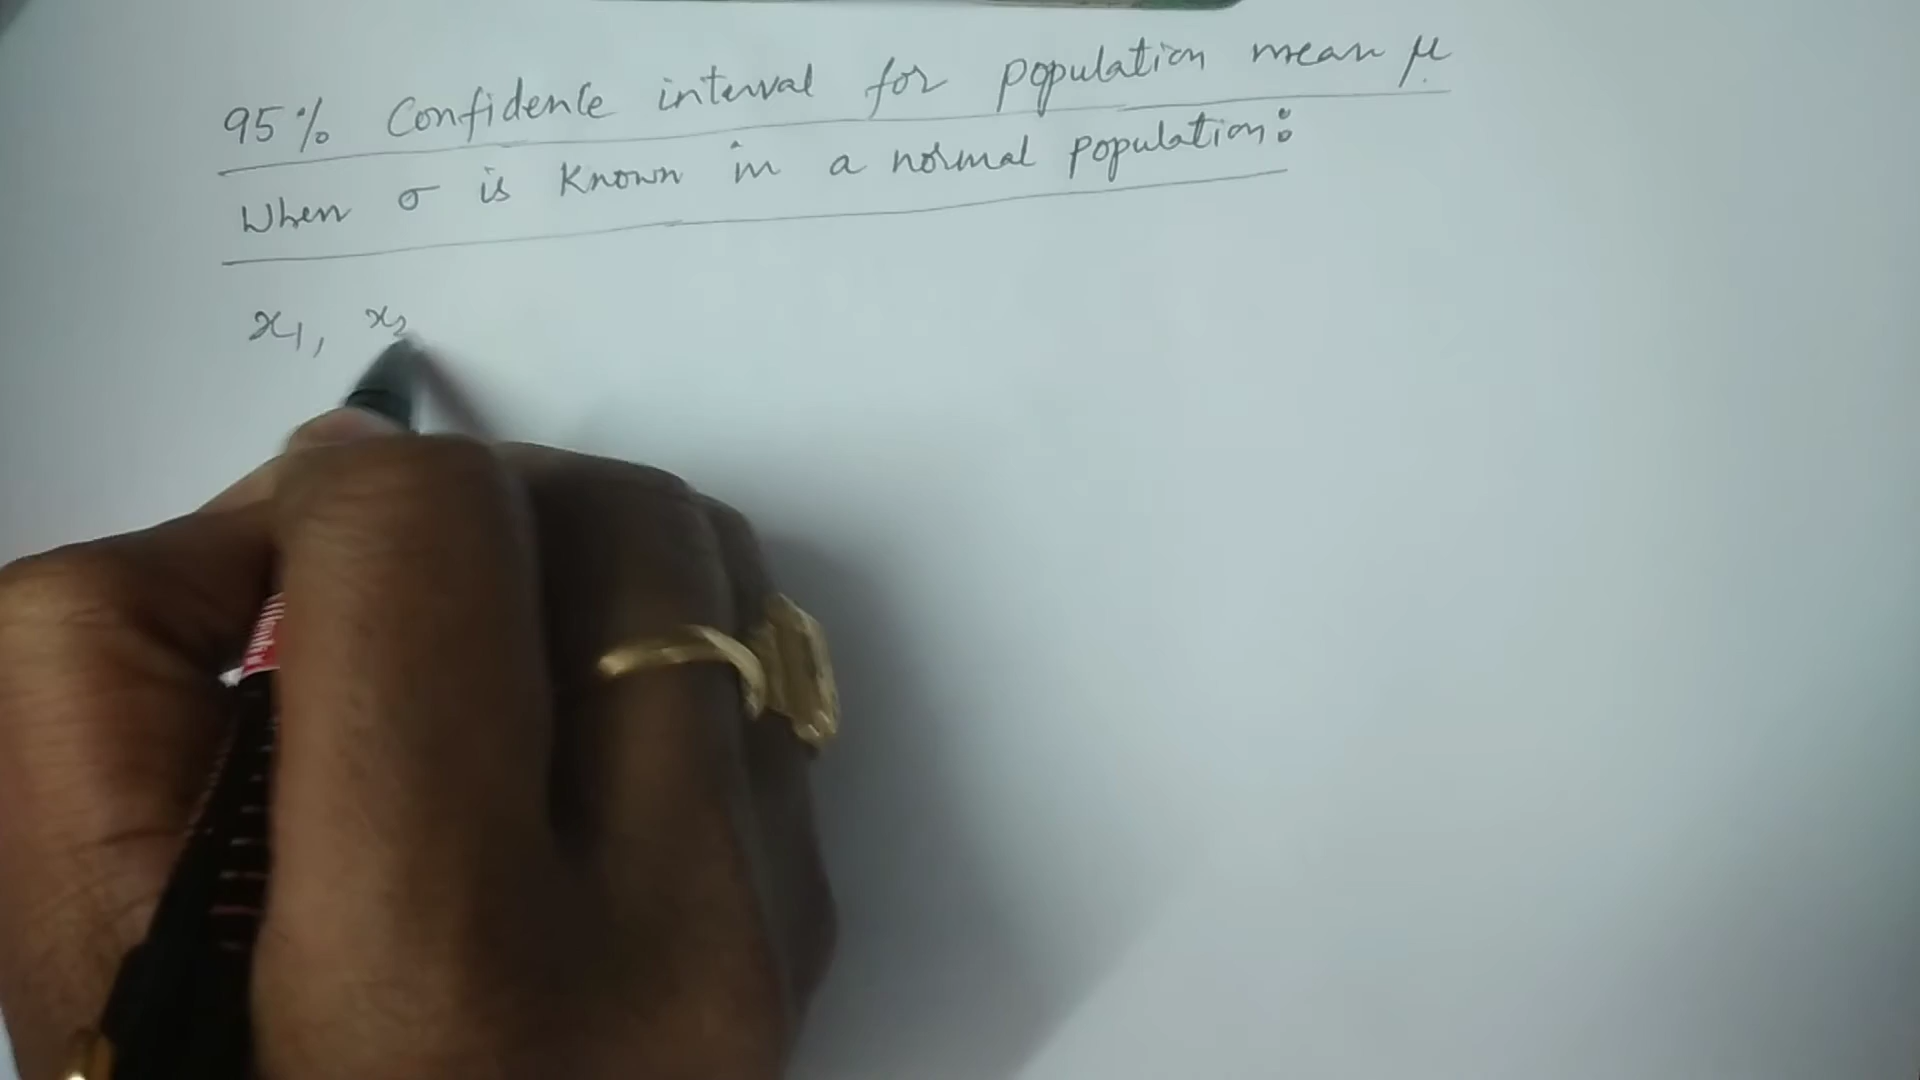 95% Confidence interval for population mean μ
When σ is known in a normal population:
x₁, x₂